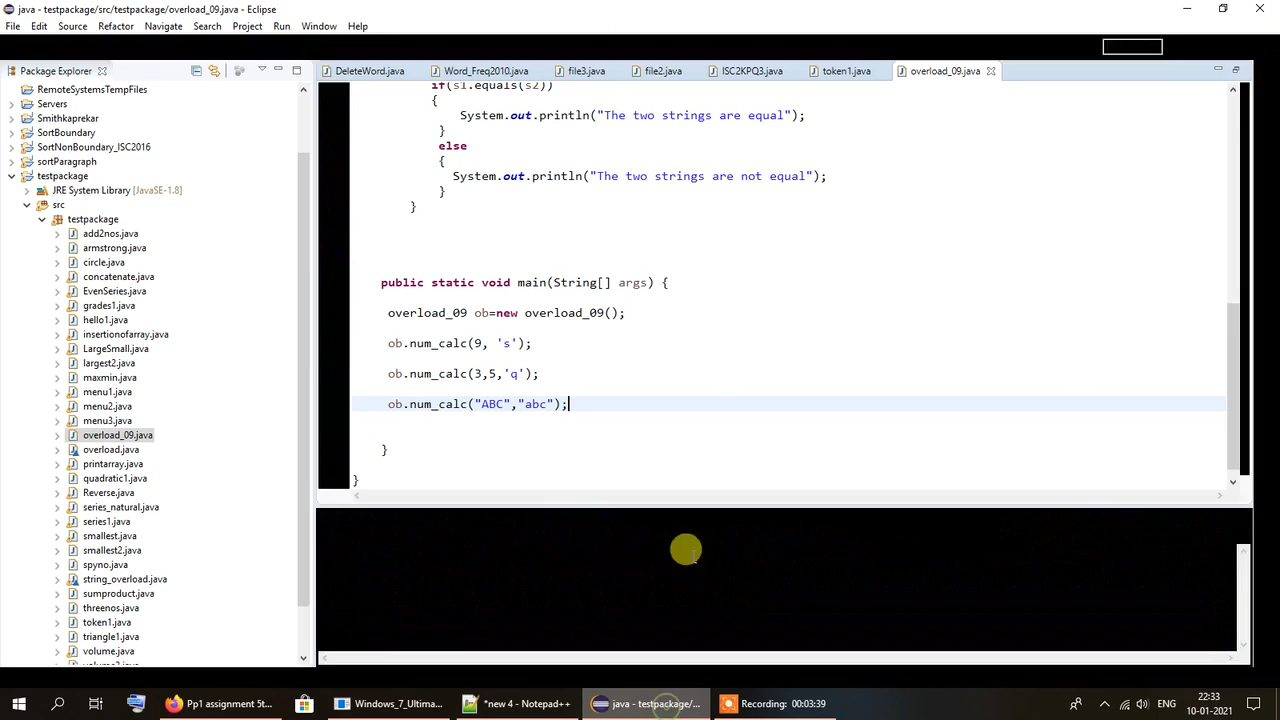 java - testpackage/src/testpackage/overload_09.java - Eclipse
File Edit Source Refactor Navigate Search Project Run Window Help
Package Explorer
RemoteSystemsTempFiles
Servers
Smithkaprekar
SortBoundary
SortNonBoundary_ISC2016
sortParagraph
testpackage
JRE System Library [JavaSE-1.8]
src
testpackage
add2nos.java
armstrong.java
circle.java
concatenate.java
EvenSeries.java
grades1.java
hello1.java
insertionofarray.java
LargeSmall.java
largest2.java
maxmin.java
menu1.java
menu2.java
menu3.java
overload_09.java
overload.java
printarray.java
quadratic1.java
Reverse.java
series_natural.java
series1.java
smallest.java
smallest2.java
spyno.java
string_overload.java
sumproduct.java
threenos.java
token1.java
triangle1.java
volume.java
DeleteWord.java Word_Freq2010.java file3.java file2.java ISC2KPQ3.java token1.java overload_09.java
if(s1.equals(s2))
{
System.out.println("The two strings are equal");
}
else
{
System.out.println("The two strings are not equal");
}
}
public static void main(String[] args) {
overload_09 ob=new overload_09();
ob.num_calc(9, 's');
ob.num_calc(3,5,'q');
ob.num_calc("ABC","abc");
}
}
Pp1 assignment 5t... Windows_7_Ultima... *new 4 - Notepad++ java - testpackage/... Recording: 00:03:39 ENG 22:33
10-01-2021